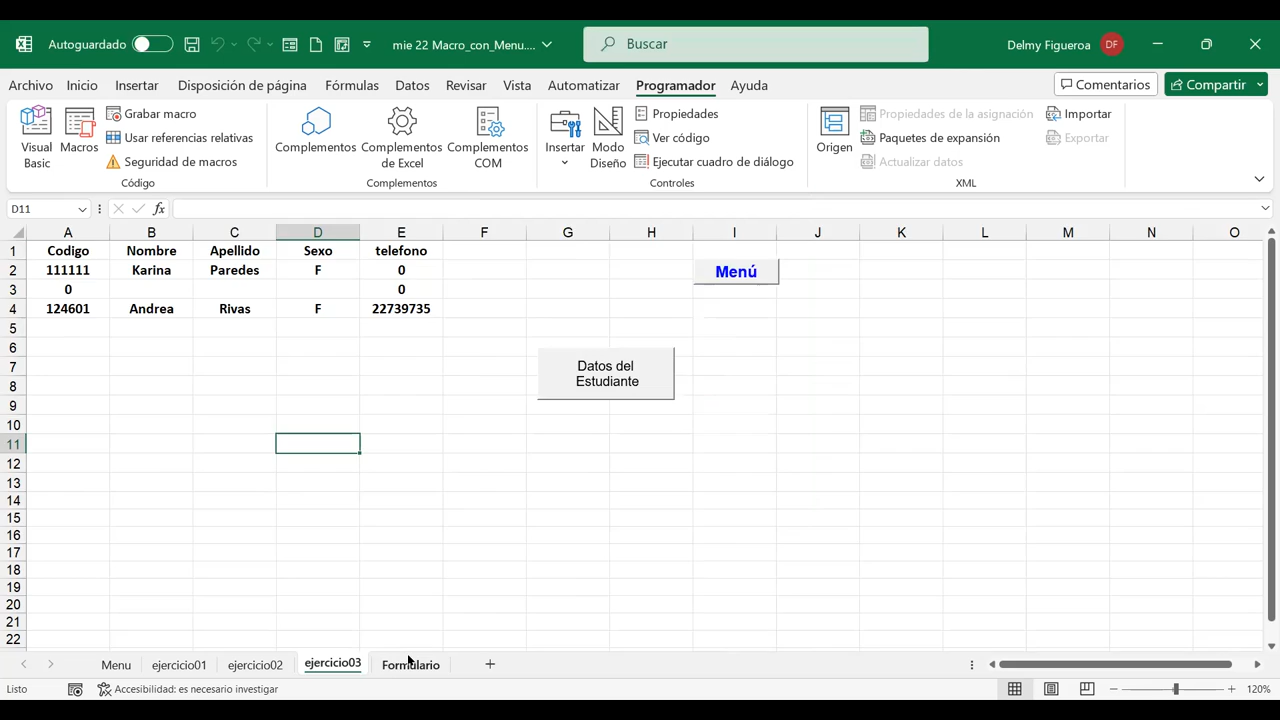 Autoguardado mie 22 Macro_con_Menu.... Buscar Delmy Figueroa DF
Archivo Inicio Insertar Disposición de página Fórmulas Datos Revisar Vista Automatizar Programador Ayuda Comentarios Compartir
Visual Basic
Macros
Grabar macro
Usar referencias relativas
Seguridad de macros
Código
Complementos
Complementos de Excel
Complementos COM
Complementos
Insertar
Modo Diseño
Propiedades
Ver código
Ejecutar cuadro de diálogo
Controles
Origen
Propiedades de la asignación
Paquetes de expansión
Actualizar datos
Importar
Exportar
XML
D11 fx
A B C D E F G H I J K L M N O
1 Codigo Nombre Apellido Sexo telefono
2 111111 Karina Paredes F 0 Menú
3 0 0
4 124601 Andrea Rivas F 22739735
5
6
7 Datos del
8 Estudiante
9
10
11
12
13
14
15
16
17
18
19
20
21
22
Menu ejercicio01 ejercicio02 ejercicio03 Formulario
Listo Accesibilidad: es necesario investigar 120%